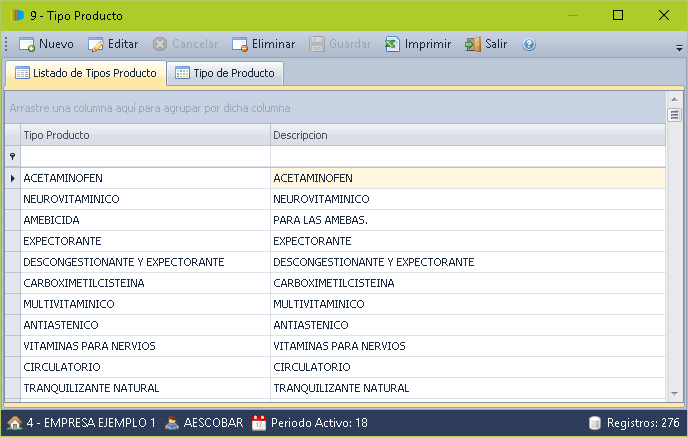 9 - Tipo Producto
Nuevo Editar Cancelar Eliminar Guardar Imprimir Salir
Listado de Tipos Producto Tipo de Producto
Arrastre una columna aquí para agrupar por dicha columna
Tipo Producto Descripcion
ACETAMINOFEN ACETAMINOFEN
NEUROVITAMINICO NEUROVITAMINICO
AMEBICIDA PARA LAS AMEBAS.
EXPECTORANTE EXPECTORANTE
DESCONGESTIONANTE Y EXPECTORANTE DESCONGESTIONANTE Y EXPECTORANTE
CARBOXIMETILCISTEINA CARBOXIMETILCISTEINA
MULTIVITAMINICO MULTIVITAMINICO
ANTIASTENICO ANTIASTENICO
VITAMINAS PARA NERVIOS VITAMINAS PARA NERVIOS
CIRCULATORIO CIRCULATORIO
TRANQUILIZANTE NATURAL TRANQUILIZANTE NATURAL
4 - EMPRESA EJEMPLO 1 AESCOBAR 12 Periodo Activo: 18 Registros: 276